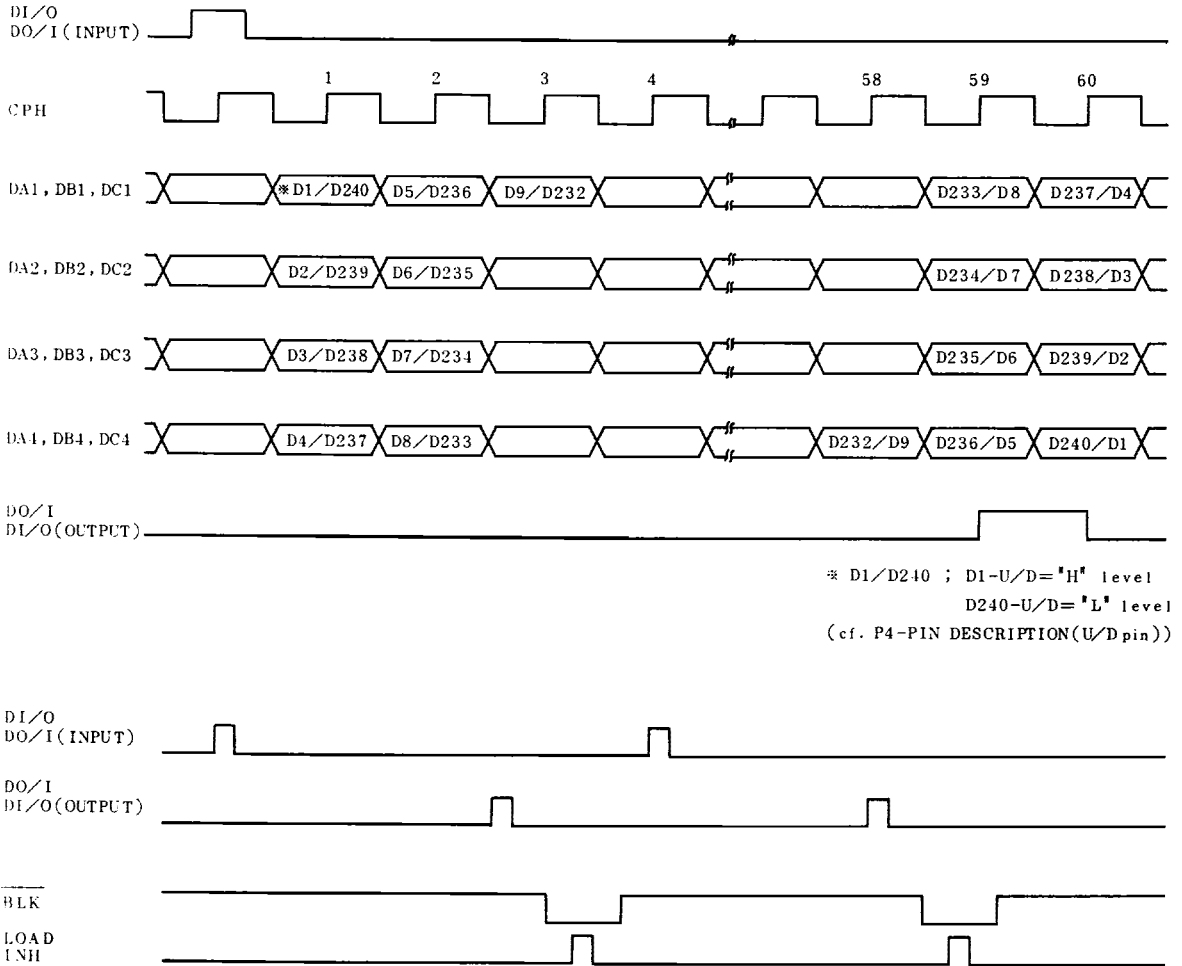 DI/O
DO/I(INPUT)
1 2 3 4 58 59 60
CPH
DA1, DB1, DC1 ※D1/D240 D5/D236 D9/D232 D233/D8 D237/D4
DA2, DB2, DC2 D2/D239 D6/D235 D234/D7 D238/D3
DA3, DB3, DC3 D3/D238 D7/D234 D235/D6 D239/D2
DA4, DB4, DC4 D4/D237 D8/D233 D232/D9 D236/D5 D240/D1
DO/I
DI/O(OUTPUT)
※ D1/D240 ; D1-U/D="H" level
D240-U/D="L" level
(cf. P4-PIN DESCRIPTION(U/D pin))
DI/O
DO/I(INPUT)
DO/I
DI/O(OUTPUT)
BLK
LOAD
INH